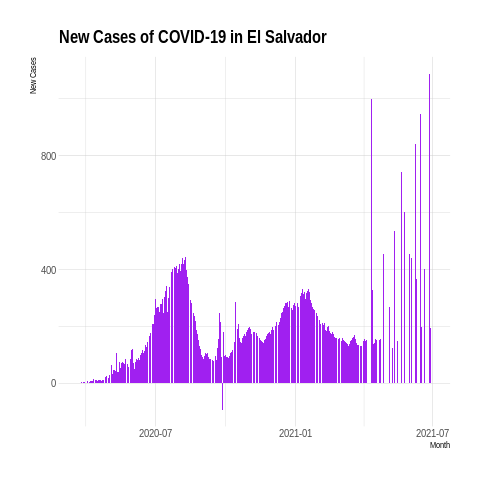 New Cases of COVID-19 in El Salvador
New Cases
800
400
0
2020-07
2021-01
2021-07
Month